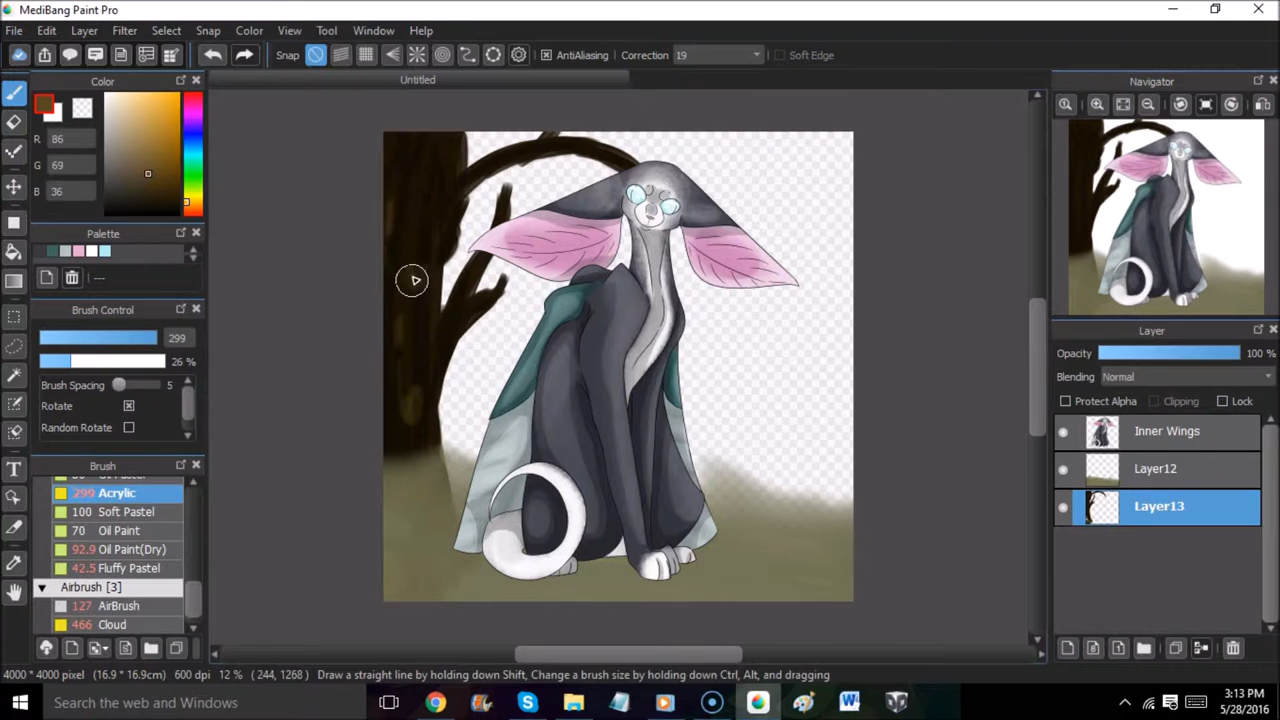 MediBang Paint Pro
File Edit Layer Filter Select Snap Color View Tool Window Help
Snap AntiAliasing Correction 19 Soft Edge
Color
Untitled
Navigator
R 86
G 69
B 36
Palette
---
Brush Control
299
26 %
Brush Spacing 5
Rotate
Random Rotate
Brush
299 Acrylic
100 Soft Pastel
70 Oil Paint
92.9 Oil Paint(Dry)
42.5 Fluffy Pastel
Airbrush [3]
127 AirBrush
466 Cloud
Layer
Opacity 100 %
Blending Normal
Protect Alpha Clipping Lock
Inner Wings
Layer12
Layer13
4000 * 4000 pixel (16.9 * 16.9cm) 600 dpi 12 % ( 244, 1268 ) Draw a straight line by holding down Shift, Change a brush size by holding down Ctrl, Alt, and dragging
Search the web and Windows
3:13 PM
5/28/2016